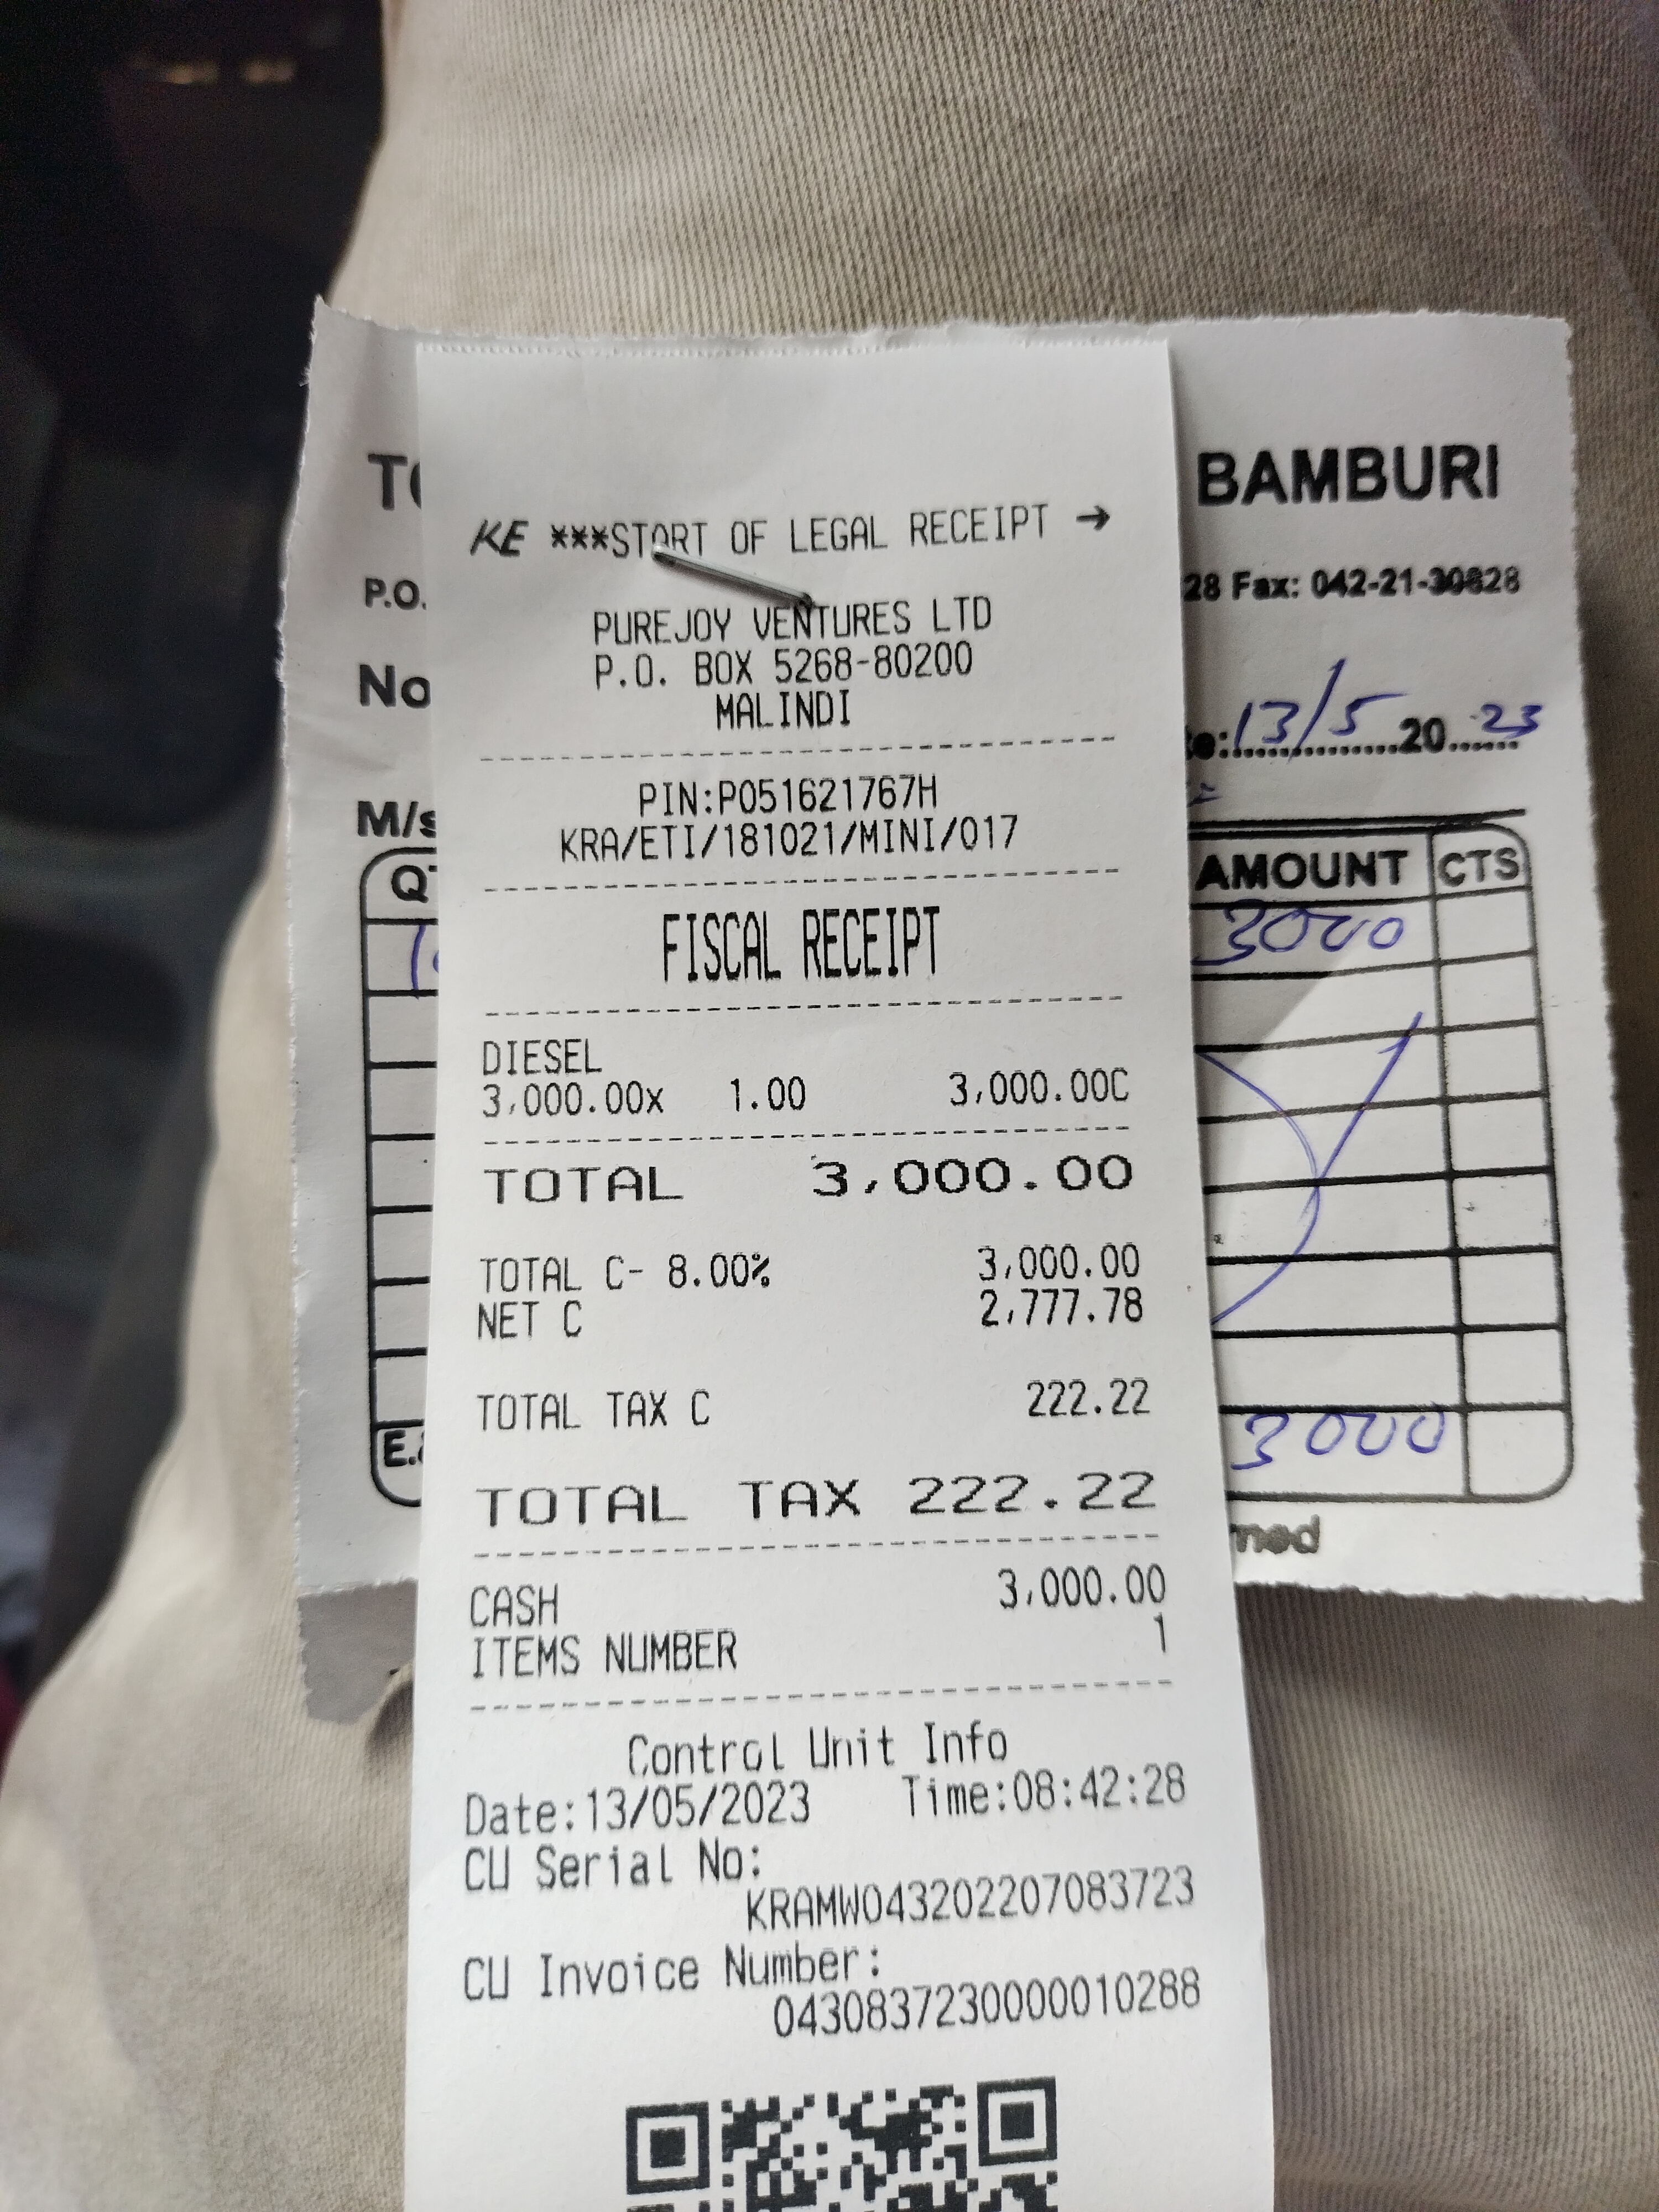 KE ***START OF LEGAL RECEIPT →
PUREJOY VENTURES LTD
P.O. BOX 5268-80200
MALINDI
PIN:P051621767H
KRA/ETI/181021/MINI/017
FISCAL RECEIPT
DIESEL
3,000.00x 1.00 3,000.00C
TOTAL 3,000.00
TOTAL C- 8.00% 3,000.00
NET C 2,777.78
TOTAL TAX C 222.22
TOTAL TAX 222.22
CASH 3,000.00
ITEMS NUMBER 1
Control Unit Info
Date:13/05/2023 Time:08:42:28
CU Serial No:
KRAMW043202207083723
CU Invoice Number:
0430837230000010288
BAMBURI
P.O.
28 Fax: 042-21-30828
No
13/5 20 23
AMOUNT CTS
3000
3000